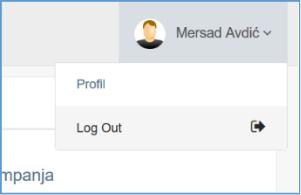 Mersad Avdić
Profil
Log Out
mpanja